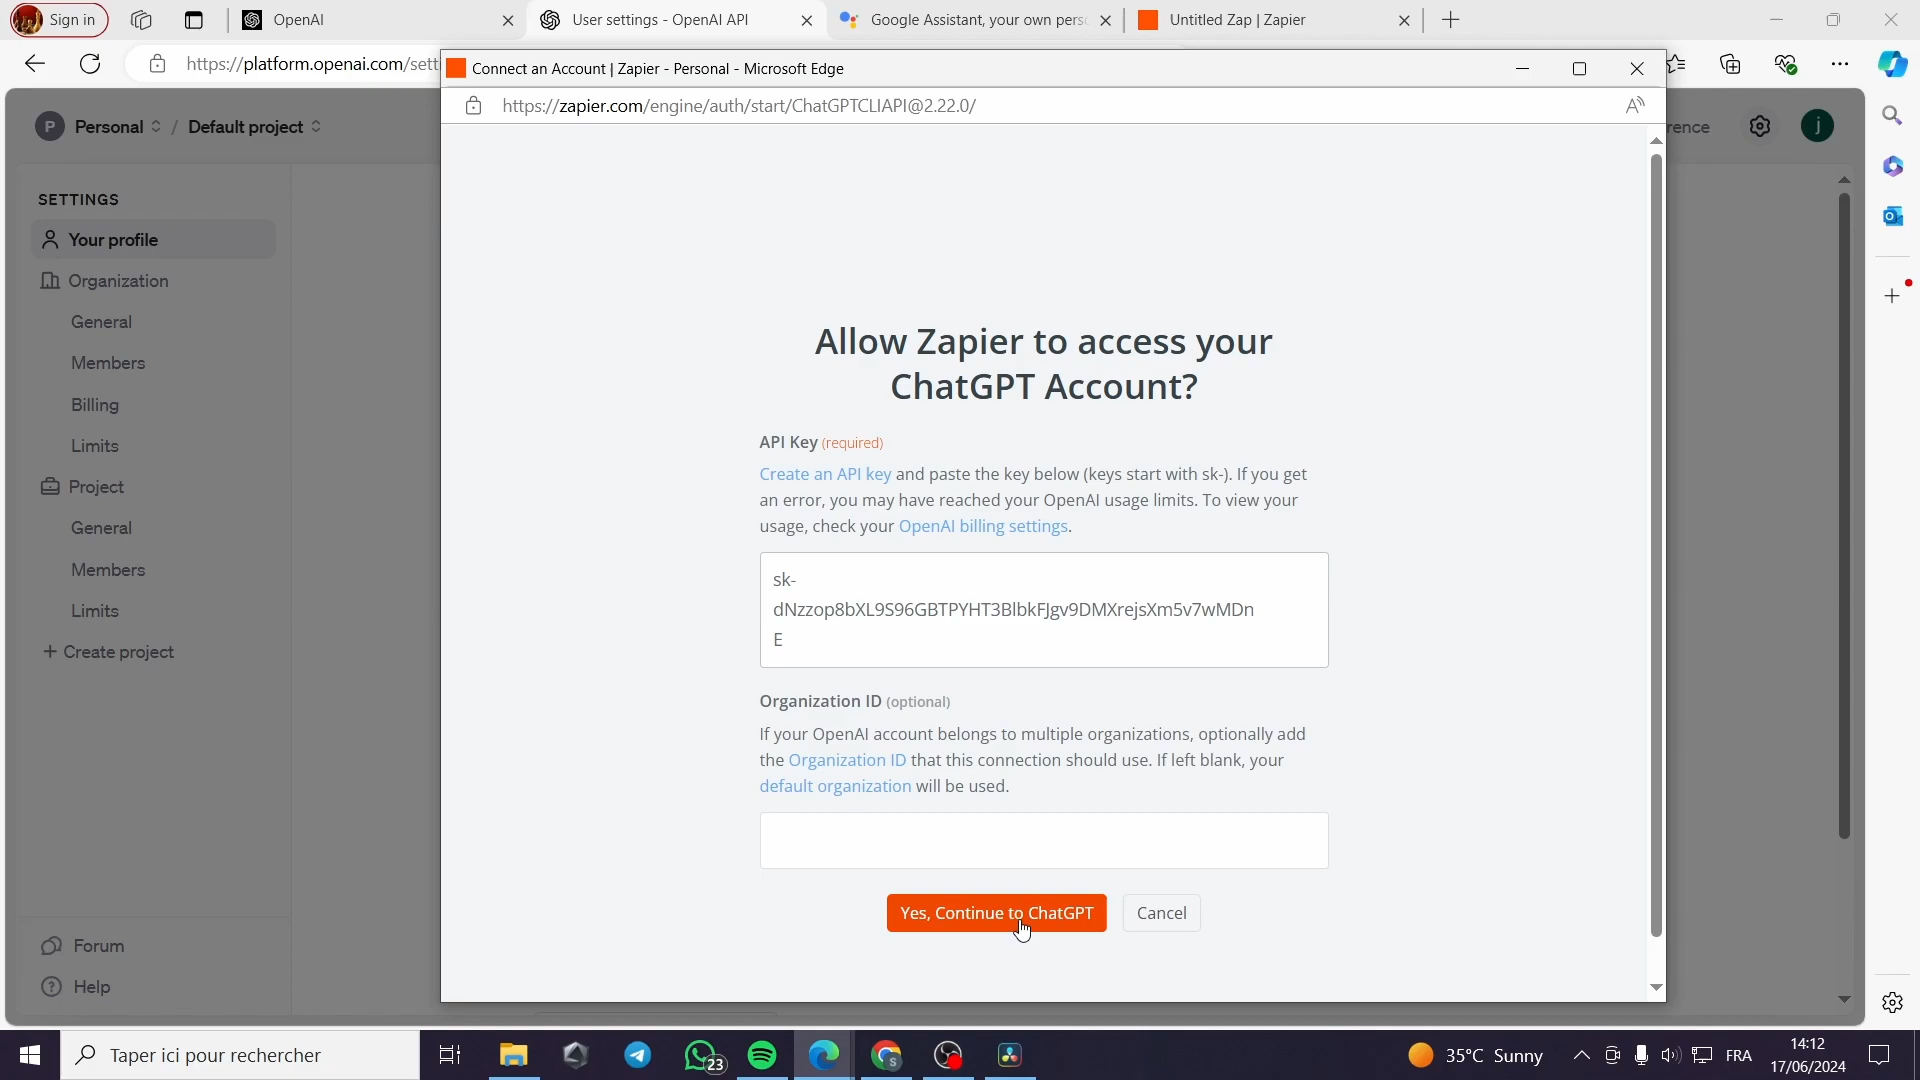 Sign in
OpenAI
User settings - OpenAI API
Google Assistant, your own pers
Untitled Zap | Zapier
https://platform.openai.com/sett
Connect an Account | Zapier - Personal - Microsoft Edge
https://zapier.com/engine/auth/start/ChatGPTCLIAPI@2.22.0/
P Personal / Default project
rence
j
SETTINGS
Your profile
Organization
General
Members
Billing
Limits
Project
General
Members
Limits
+ Create project
Forum
Help
Allow Zapier to access your
ChatGPT Account?
API Key (required)
Create an API key and paste the key below (keys start with sk-). If you get
an error, you may have reached your OpenAI usage limits. To view your
usage, check your OpenAI billing settings.
sk-
dNzzop8bXL9S96GBTPYHT3BlbkFJgv9DMXrejsXm5v7wMDn
E
Organization ID (optional)
If your OpenAI account belongs to multiple organizations, optionally add
the Organization ID that this connection should use. If left blank, your
default organization will be used.
Yes, Continue to ChatGPT
Cancel
Taper ici pour rechercher
23
35°C Sunny
FRA
14:12
17/06/2024